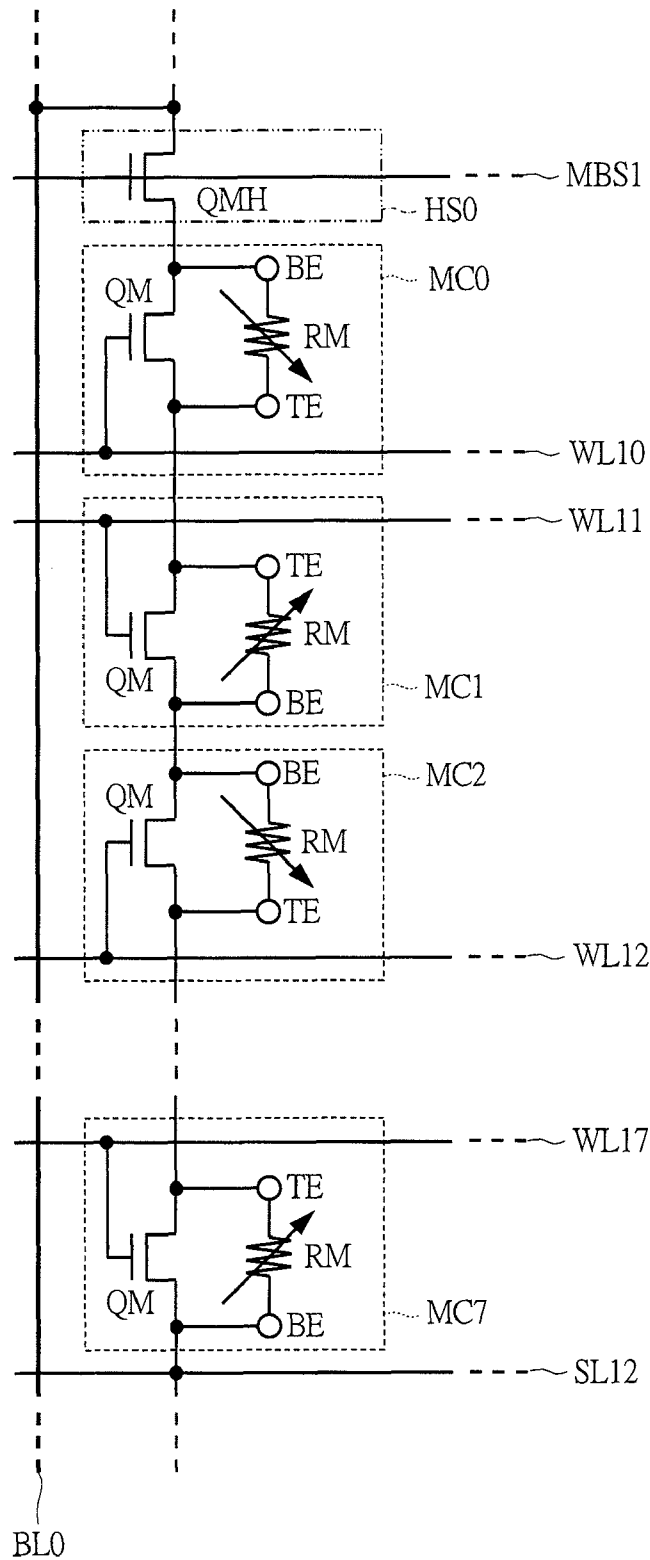 MBS1
QMH
HS0
BE
MC0
QM
RM
TE
WL10
WL11
TE
RM
QM
MC1
BE
BE
MC2
QM
RM
TE
WL12
WL17
TE
RM
QM
MC7
BE
SL12
BL0